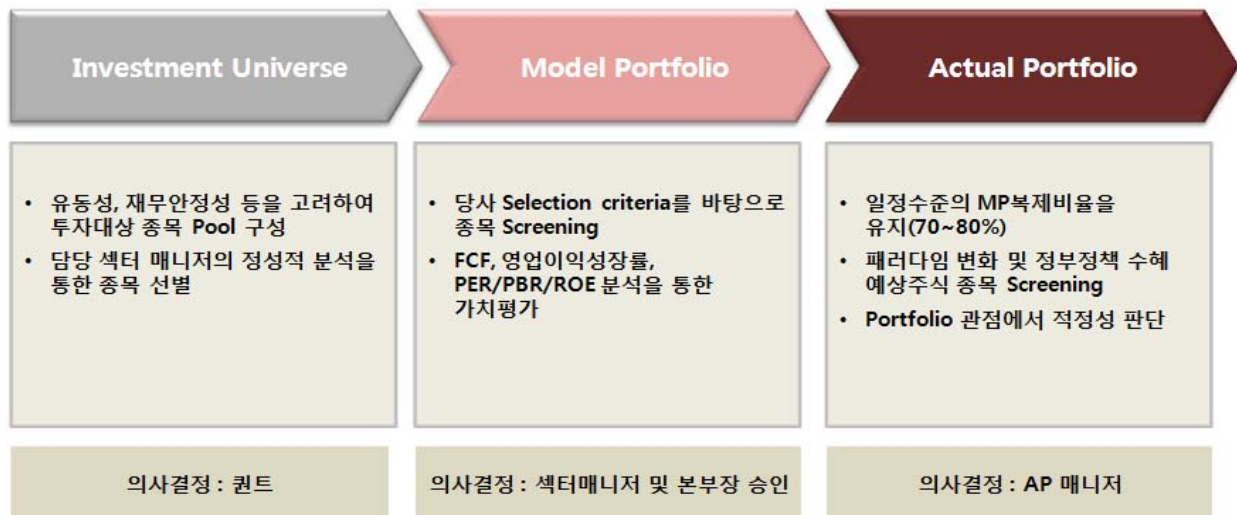 Investment Universe
Model Portfolio
Actual Portfolio
• 유동성, 재무안정성 등을 고려하여
투자대상 종목 Pool 구성
• 담당 섹터 매니저의 정성적 분석을
통한 종목 선별
• 당사 Selection criteria를 바탕으로
종목 Screening
• FCF, 영업이익성장률,
PER/PBR/ROE 분석을 통한
가치평가
• 일정수준의 MP복제비율을
유지(70~80%)
• 패러다임 변화 및 정부정책 수혜
예상주식 종목 Screening
• Portfolio 관점에서 적정성 판단
의사결정 : 퀀트
의사결정 : 섹터매니저 및 본부장 승인
의사결정 : AP 매니저